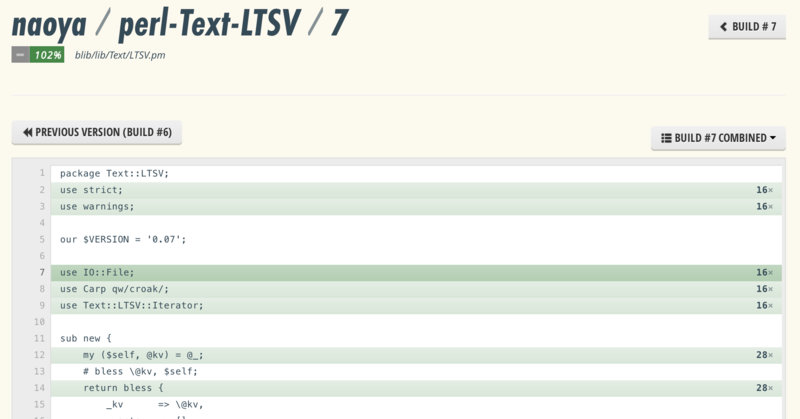 naoya / perl-Text-LTSV / 7
BUILD # 7
102%
blib/lib/Text/LTSV.pm
PREVIOUS VERSION (BUILD #6)
BUILD #7 COMBINED
1 package Text::LTSV;
2 use strict; 16×
3 use warnings; 16×
4
5 our $VERSION = '0.07';
6
7 use IO::File; 16×
8 use Carp qw/croak/; 16×
9 use Text::LTSV::Iterator; 16×
10
11 sub new {
12 my ($self, @kv) = @_; 28×
13 # bless \@kv, $self;
14 return bless { 28×
15 _kv => \@kv,